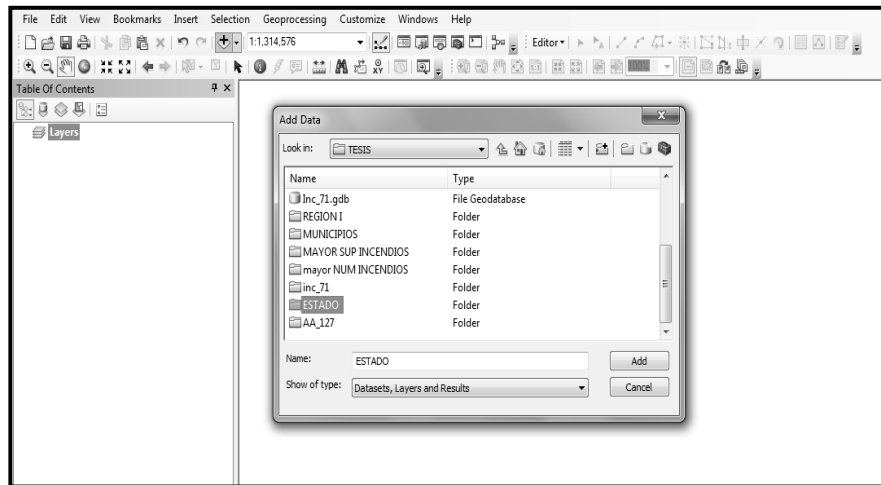 File Edit View Bookmarks Insert Selection Geoprocessing Customize Windows Help
1:1,314,576 Editor
100%
Table Of Contents
Layers
Add Data
Look in: TESIS
Name Type
Inc_71.gdb File Geodatabase
REGION I Folder
MUNICIPIOS Folder
MAYOR SUP INCENDIOS Folder
mayor NUM INCENDIOS Folder
inc_71 Folder
ESTADO Folder
AA_127 Folder
Name: ESTADO Add
Show of type: Datasets, Layers and Results Cancel